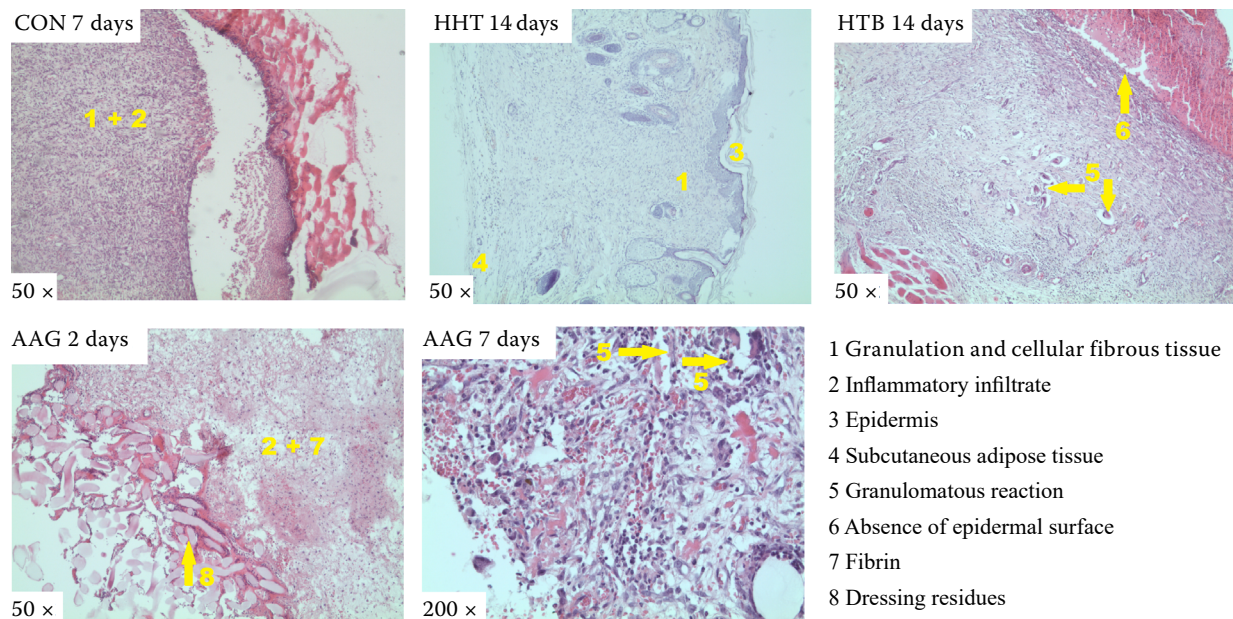 CON 7 days
1 + 2
50 ×
HHT 14 days
3
1
4
50 ×
HTB 14 days
6
5
50 ×
AAG 2 days
2 + 7
8
50 ×
AAG 7 days
5
5
200 ×
1 Granulation and cellular fibrous tissue
2 Inflammatory infiltrate
3 Epidermis
4 Subcutaneous adipose tissue
5 Granulomatous reaction
6 Absence of epidermal surface
7 Fibrin
8 Dressing residues